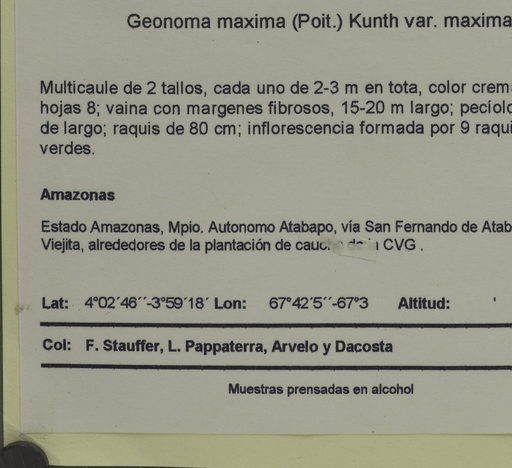 Geonoma maxima (Poit.) Kunth var. maxima
Multicaule de 2 tallos, cada uno de 2-3 m en tota, color crem
hojas 8; vaina con margenes fibrosos, 15-20 m largo; pecíolo
de largo; raquis de 80 cm; inflorescencia formada por 9 raqui
verdes.
Amazonas
Estado Amazonas, Mpio. Autonomo Atabapo, vía San Fernando de Atab
Viejita, alrededores de la plantación de CVG .
Lat: 4°02´46´´-3°59'18´ Lon: 67°42´5´´-67°3 Altitud: '
Col: F. Stauffer, L. Pappaterra, Arvelo y Dacosta
Muestras prensadas en alcohol